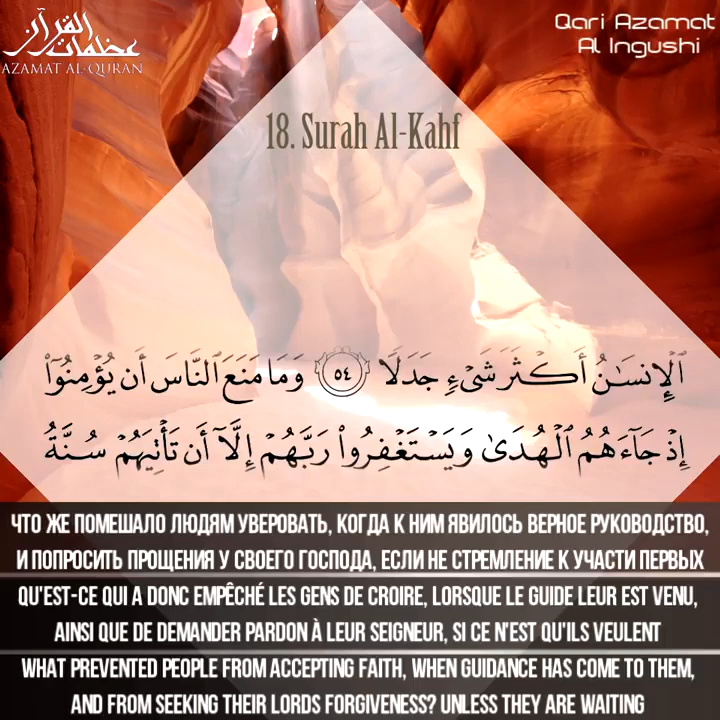 عظمات القرآن
AZAMAT AL-QURAN
Qari Azamat
Al Ingushi
18. Surah Al-Kahf
ٱلْإِنسَٰنُ أَكْثَرَ شَىْءٍ جَدَلًا ٥٤ وَمَا مَنَعَ ٱلنَّاسَ أَن يُؤْمِنُوٓا۟
إِذْ جَآءَهُمُ ٱلْهُدَىٰ وَيَسْتَغْفِرُوا۟ رَبَّهُمْ إِلَّآ أَن تَأْتِيَهُمْ سُنَّةُ
ЧТО ЖЕ ПОМЕШАЛО ЛЮДЯМ УВЕРОВАТЬ, КОГДА К НИМ ЯВИЛОСЬ ВЕРНОЕ РУКОВОДСТВО,
И ПОПРОСИТЬ ПРОЩЕНИЯ У СВОЕГО ГОСПОДА, ЕСЛИ НЕ СТРЕМЛЕНИЕ К УЧАСТИ ПЕРВЫХ
QU'EST-CE QUI A DONC EMPÊCHÉ LES GENS DE CROIRE, LORSQUE LE GUIDE LEUR EST VENU,
AINSI QUE DE DEMANDER PARDON À LEUR SEIGNEUR, SI CE N'EST QU'ILS VEULENT
WHAT PREVENTED PEOPLE FROM ACCEPTING FAITH, WHEN GUIDANCE HAS COME TO THEM,
AND FROM SEEKING THEIR LORDS FORGIVENESS? UNLESS THEY ARE WAITING